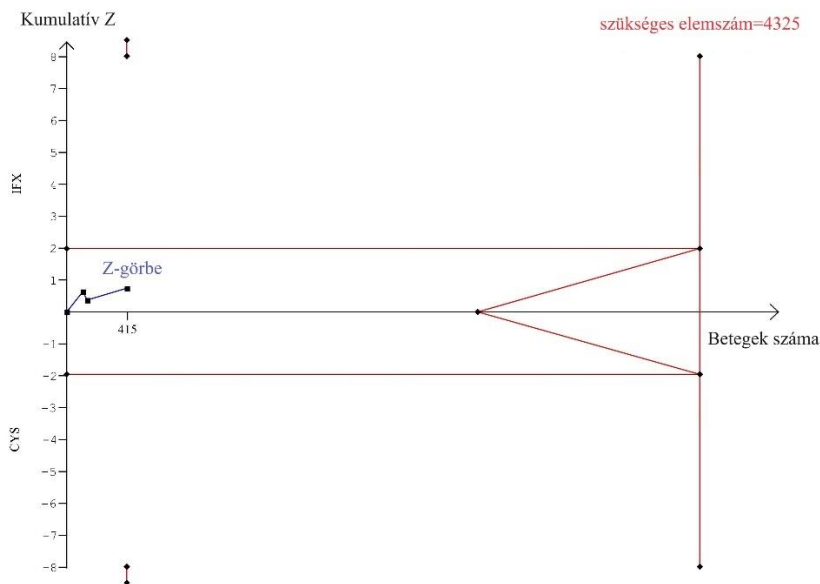 Kumulatív Z
szükséges elemszám=4325
8
7
6
5
4
3
2
1
-1
-2
-3
-4
-5
-6
-7
-8
IFX
CYS
Z-görbe
415
Betegek száma